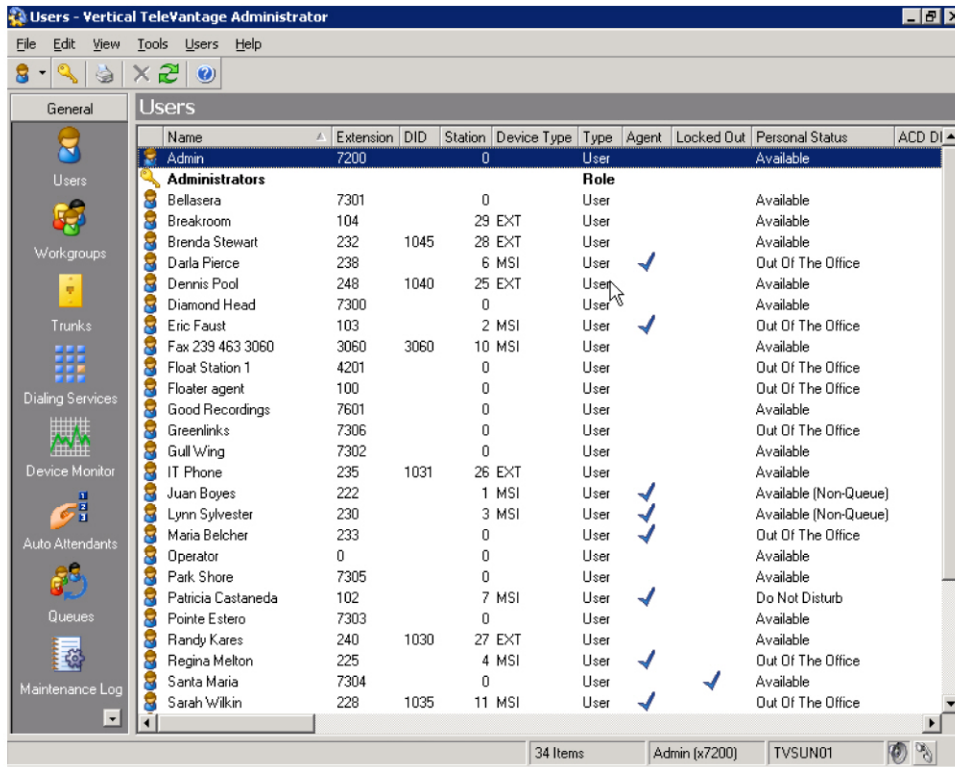 Users - Vertical TeleVantage Administrator
File Edit View Tools Users Help
General
Users
Workgroups
Trunks
Dialing Services
Device Monitor
Auto Attendants
Queues
Maintenance Log
Users
Name Extension DID Station Device Type Type Agent Locked Out Personal Status ACD DI
Admin 7200 0 User Available
Administrators Role
Bellasera 7301 0 User Available
Breakroom 104 29 EXT User Available
Brenda Stewart 232 1045 28 EXT User Available
Darla Pierce 238 6 MSI User Out Of The Office
Dennis Pool 248 1040 25 EXT User Available
Diamond Head 7300 0 User Available
Eric Faust 103 2 MSI User Out Of The Office
Fax 239 463 3060 3060 3060 10 MSI User Available
Float Station 1 4201 0 User Out Of The Office
Floater agent 100 0 User Out Of The Office
Good Recordings 7601 0 User Available
Greenlinks 7306 0 User Out Of The Office
Gull Wing 7302 0 User Available
IT Phone 235 1031 26 EXT User Available
Juan Boyes 222 1 MSI User Available (Non-Queue)
Lynn Sylvester 230 3 MSI User Available (Non-Queue)
Maria Belcher 233 0 User Out Of The Office
Operator 0 0 User Available
Park Shore 7305 0 User Available
Patricia Castaneda 102 7 MSI User Do Not Disturb
Pointe Estero 7303 0 User Available
Randy Kares 240 1030 27 EXT User Available
Regina Melton 225 4 MSI User Out Of The Office
Santa Maria 7304 0 User Available
Sarah Wilkin 228 1035 11 MSI User Out Of The Office
34 Items Admin (x7200) TVSUN01